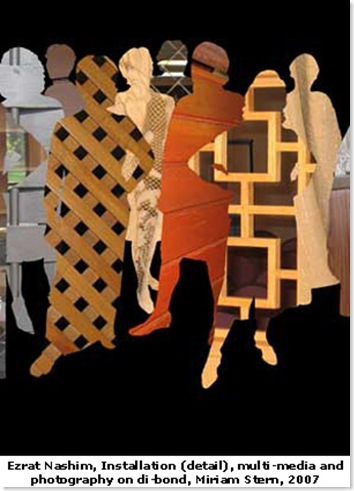 Ezrat Nashim, Installation (detail), multi-media and
photography on di-bond, Miriam Stern, 2007